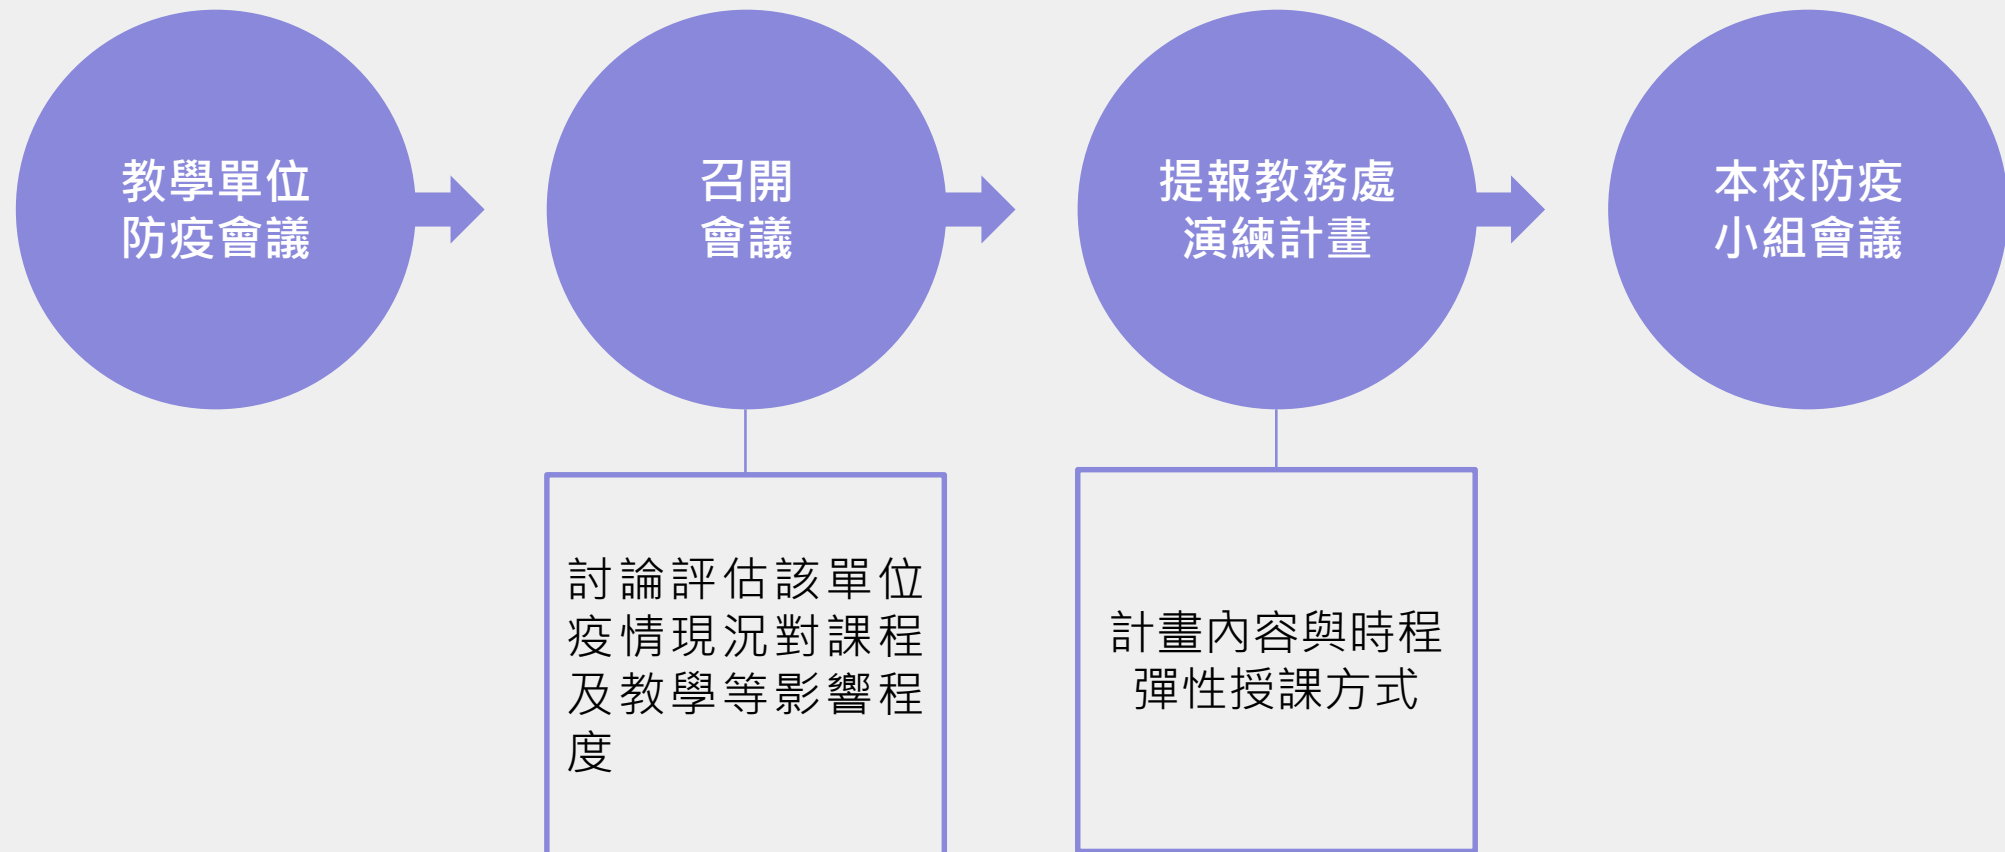 教學單位
防疫會議
召開
會議
提報教務處
演練計畫
本校防疫
小組會議
討論評估該單位
疫情現況對課程
及教學等影響程
度
計畫內容與時程
彈性授課方式